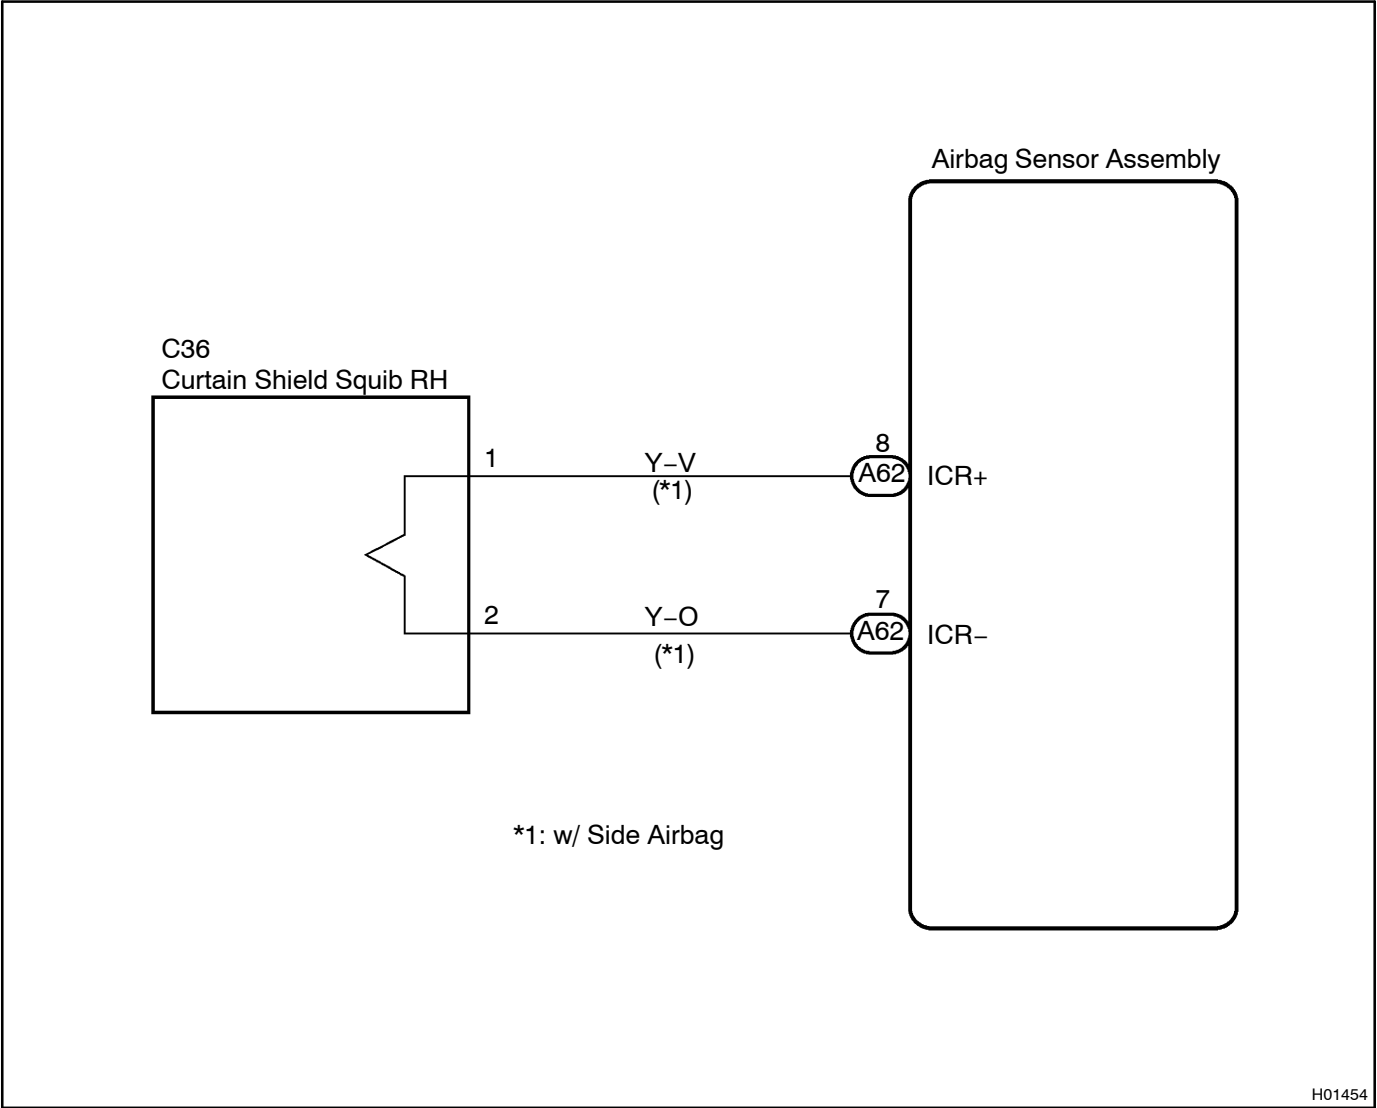 Airbag Sensor Assembly
C36
Curtain Shield Squib RH
1
Y–V
(*1)
8
A62
ICR+
2
Y–O
(*1)
7
A62
ICR–
*1: w/ Side Airbag
H01454